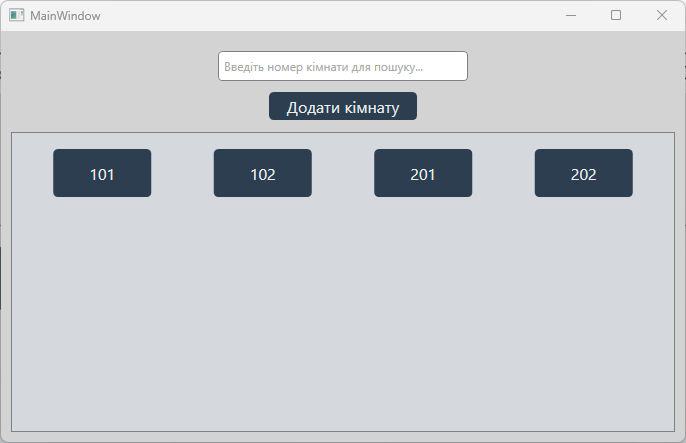 MainWindow
Введіть номер кімнати для пошуку...
Додати кімнату
101 102 201 202